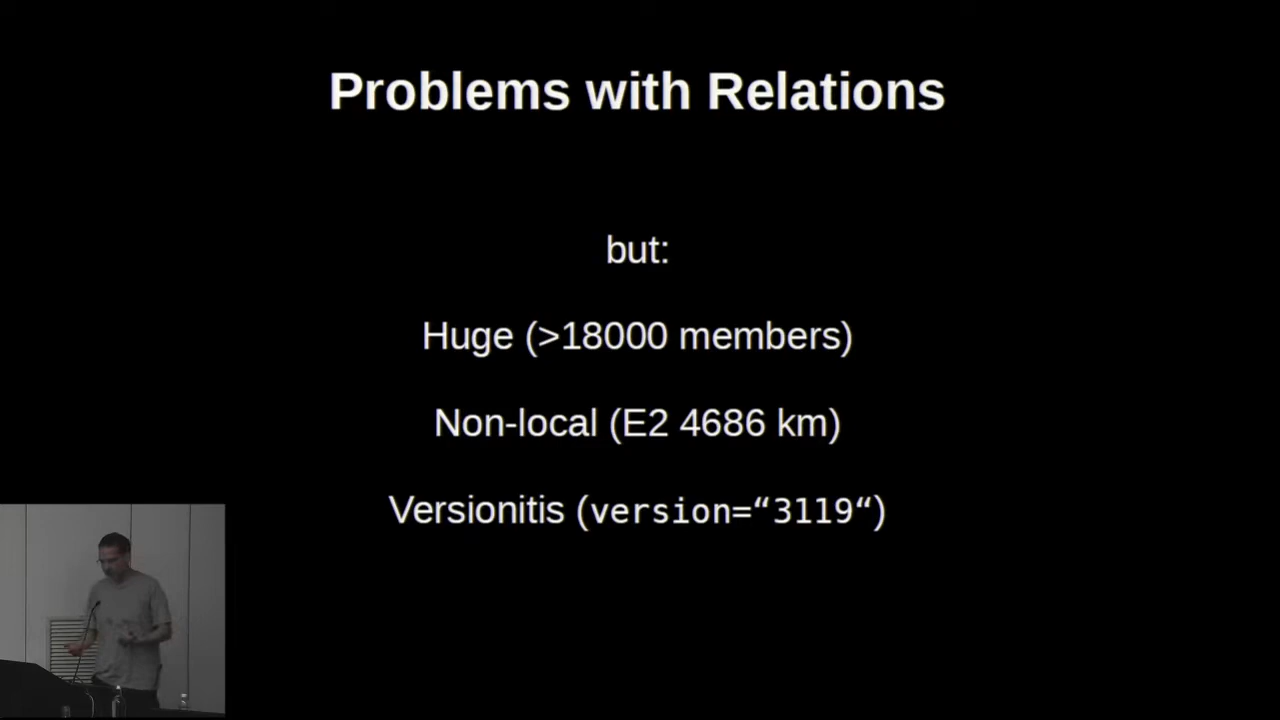 Problems with Relations
but:
Huge (>18000 members)
Non-local (E2 4686 km)
Versionitis (version=“3119“)